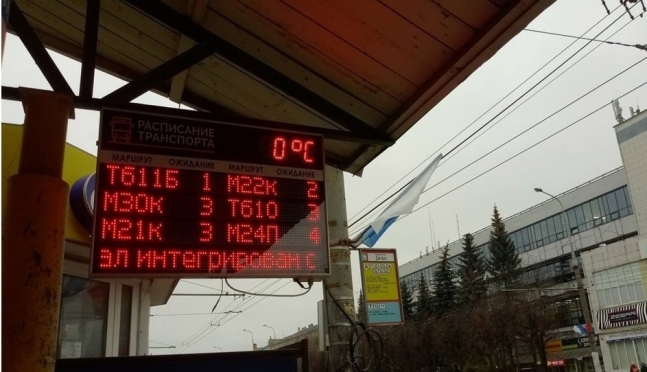 РАСПИСАНИЕ
ТРАНСПОРТА
0°C
МАРШРУТ ОЖИДАНИЕ МАРШРУТ ОЖИДАНИЕ
Т611Б 1 М22К 2
М30К 3 Т610 3
М21К 3 М24П 4
ЭЛ ИНТЕГРИРОВАН С